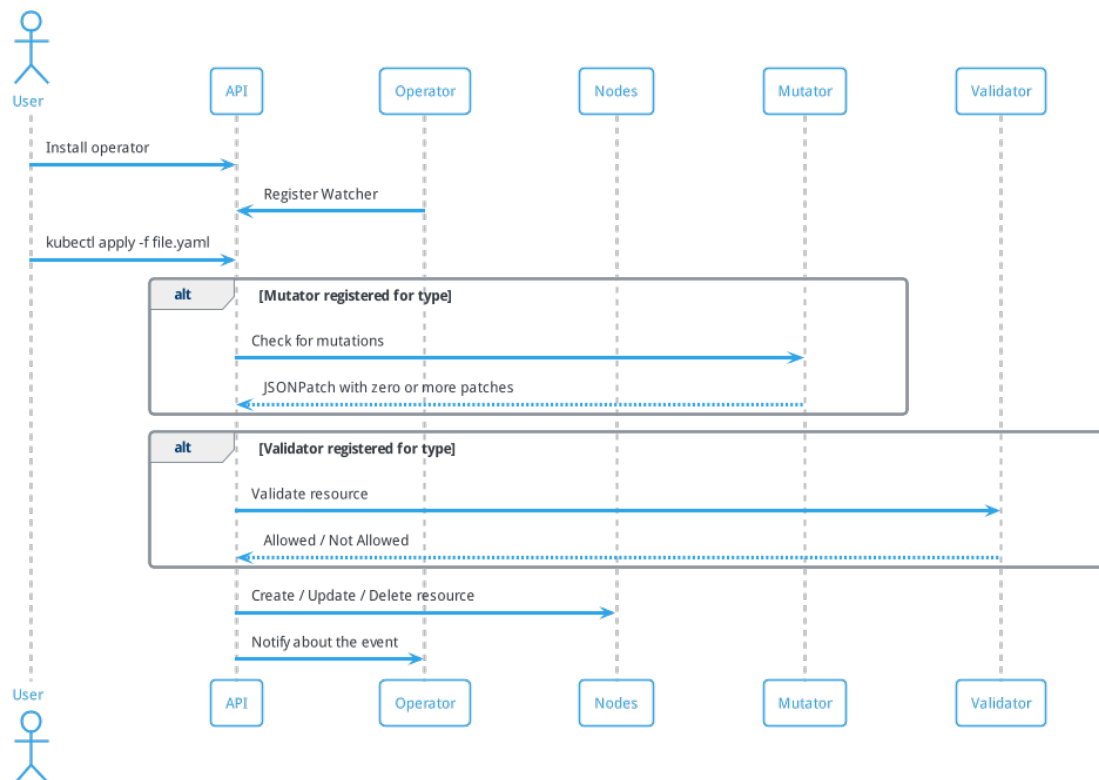 User
API
Operator
Nodes
Mutator
Validator
Install operator
Register Watcher
kubectl apply -f file.yaml
alt
[Mutator registered for type]
Check for mutations
JSONPatch with zero or more patches
alt
[Validator registered for type]
Validate resource
Allowed / Not Allowed
Create / Update / Delete resource
Notify about the event
User
API
Operator
Nodes
Mutator
Validator